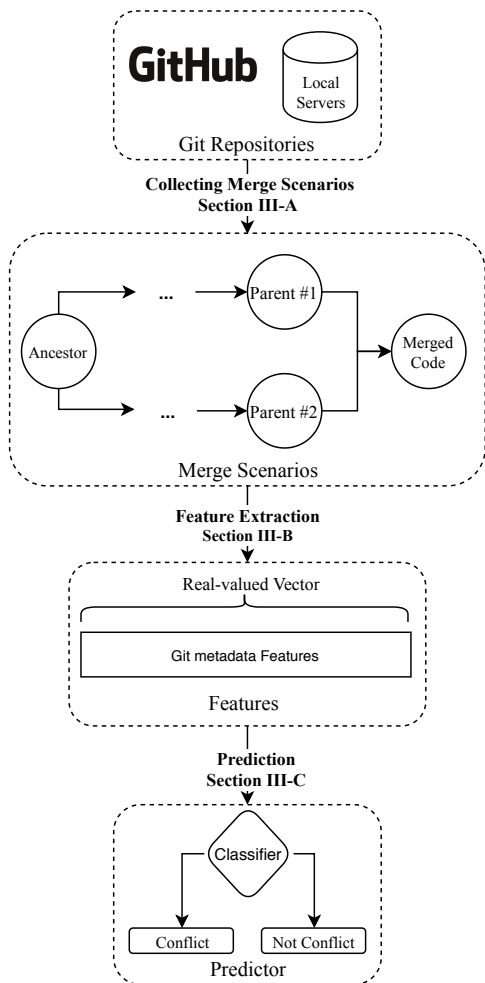 GitHub
Local
Servers
Git Repositories
Collecting Merge Scenarios
Section III-A
...
Parent #1
Ancestor
Merged
Code
...
Parent #2
Merge Scenarios
Feature Extraction
Section III-B
Real-valued Vector
Git metadata Features
Features
Prediction
Section III-C
Classifier
Conflict
Not Conflict
Predictor